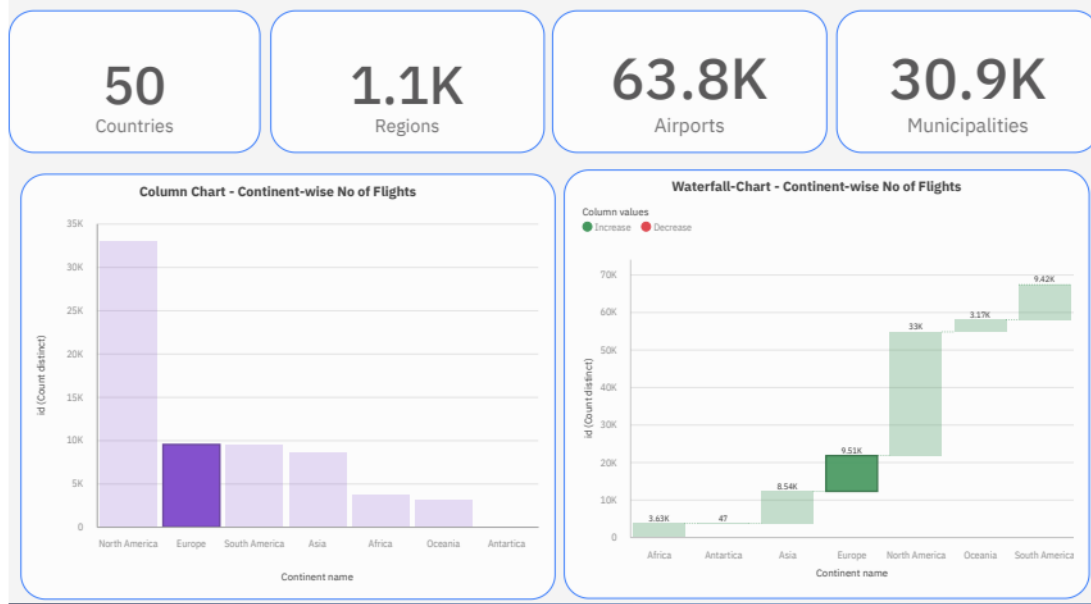 50
Countries
1.1K
Regions
63.8K
Airports
30.9K
Municipalities
Column Chart - Continent-wise No of Flights
35K
30K
25K
20K
15K
10K
5K
0
id (Count distinct)
North America Europe South America Asia Africa Oceania Antartica
Continent name
Waterfall-Chart - Continent-wise No of Flights
Column values
Increase Decrease
70K
60K
50K
40K
30K
20K
10K
0
id (Count distinct)
3.63K
47
8.54K
9.51K
33K
3.17K
9.42K
Africa Antartica Asia Europe North America Oceania South America
Continent name